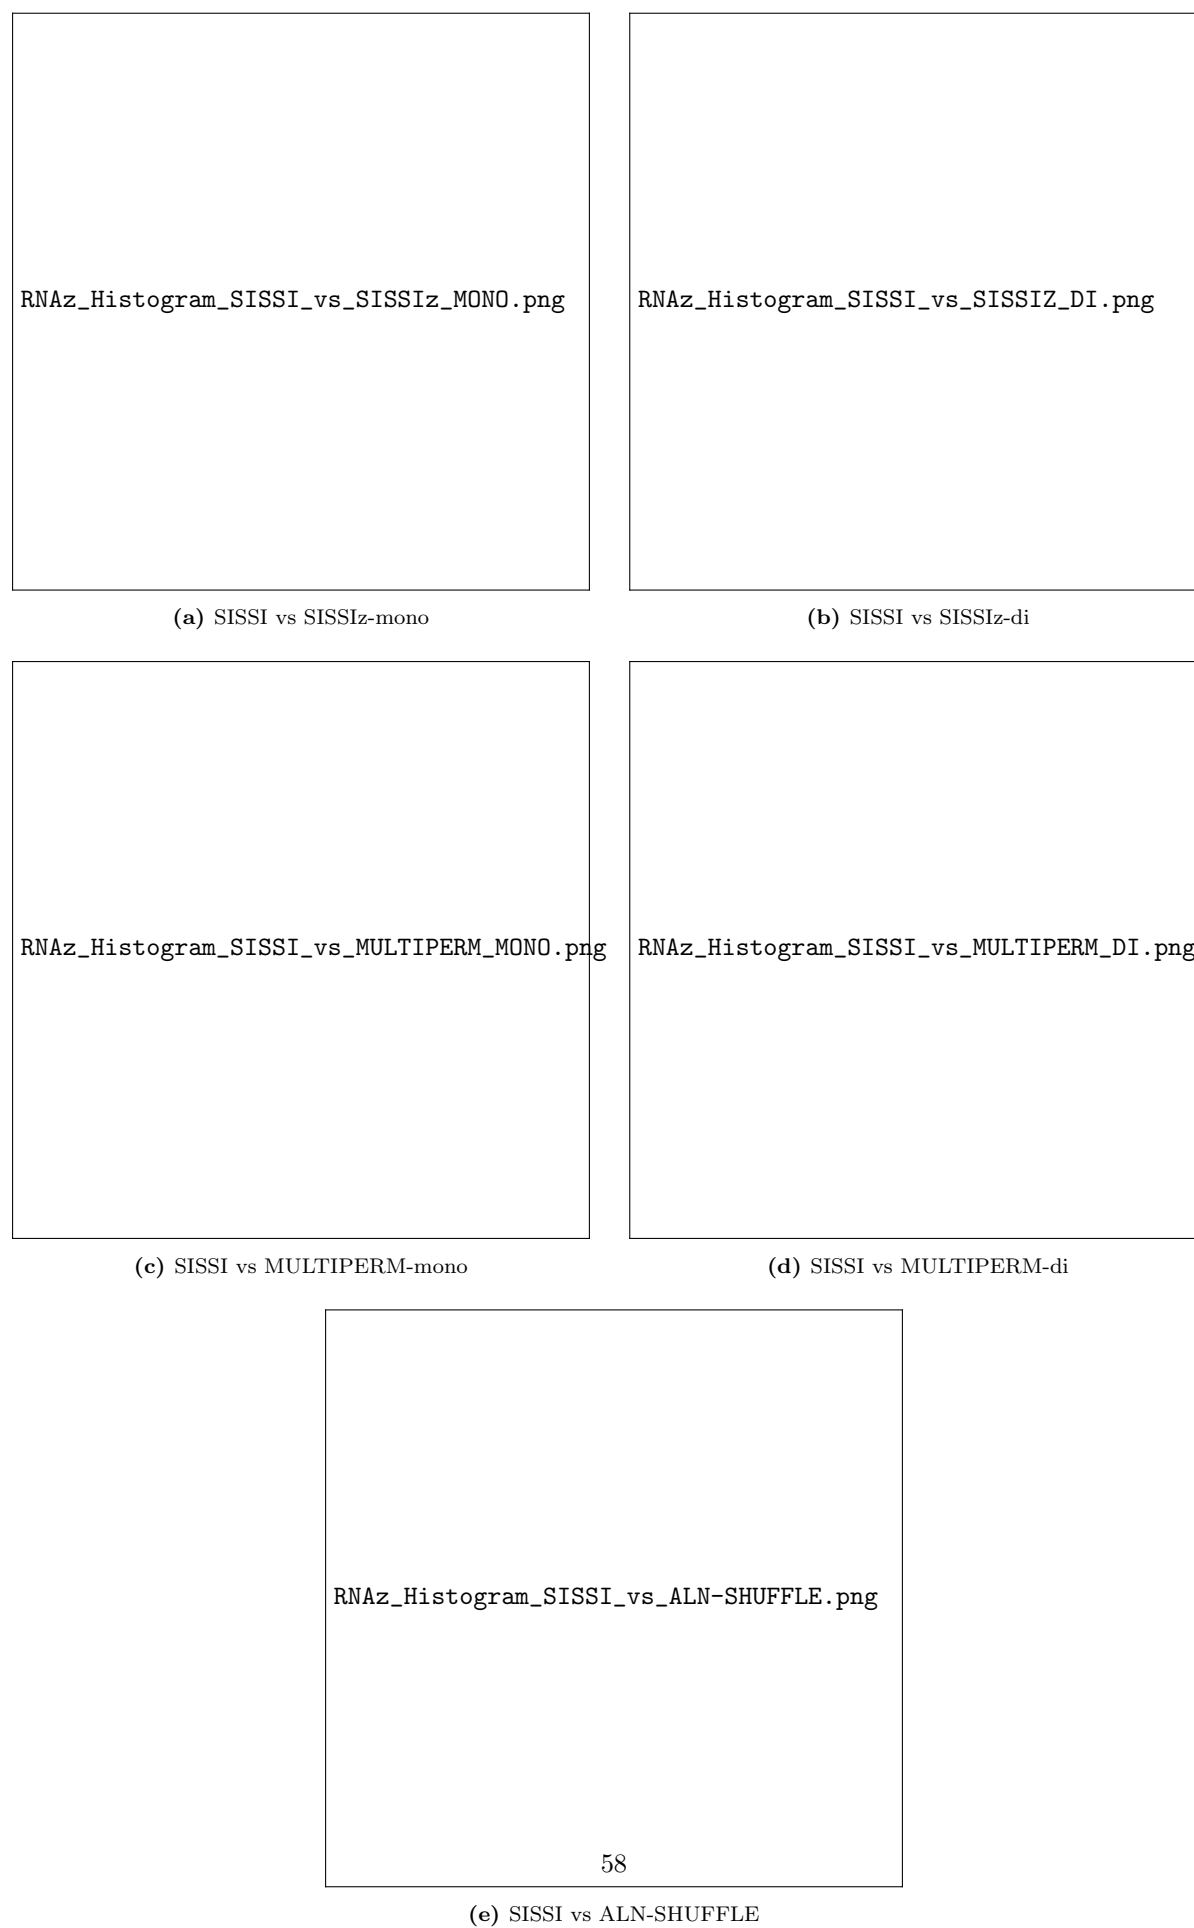 RNAz_Histogram_SISSI_vs_SISSIz_MONO.png
RNAz_Histogram_SISSI_vs_SISSIZ_DI.png
(a) SISSI vs SISSIz-mono
(b) SISSI vs SISSIz-di
RNAz_Histogram_SISSI_vs_MULTIPERM_MONO.png
RNAz_Histogram_SISSI_vs_MULTIPERM_DI.png
(c) SISSI vs MULTIPERM-mono
(d) SISSI vs MULTIPERM-di
RNAz_Histogram_SISSI_vs_ALN-SHUFFLE.png
58
(e) SISSI vs ALN-SHUFFLE